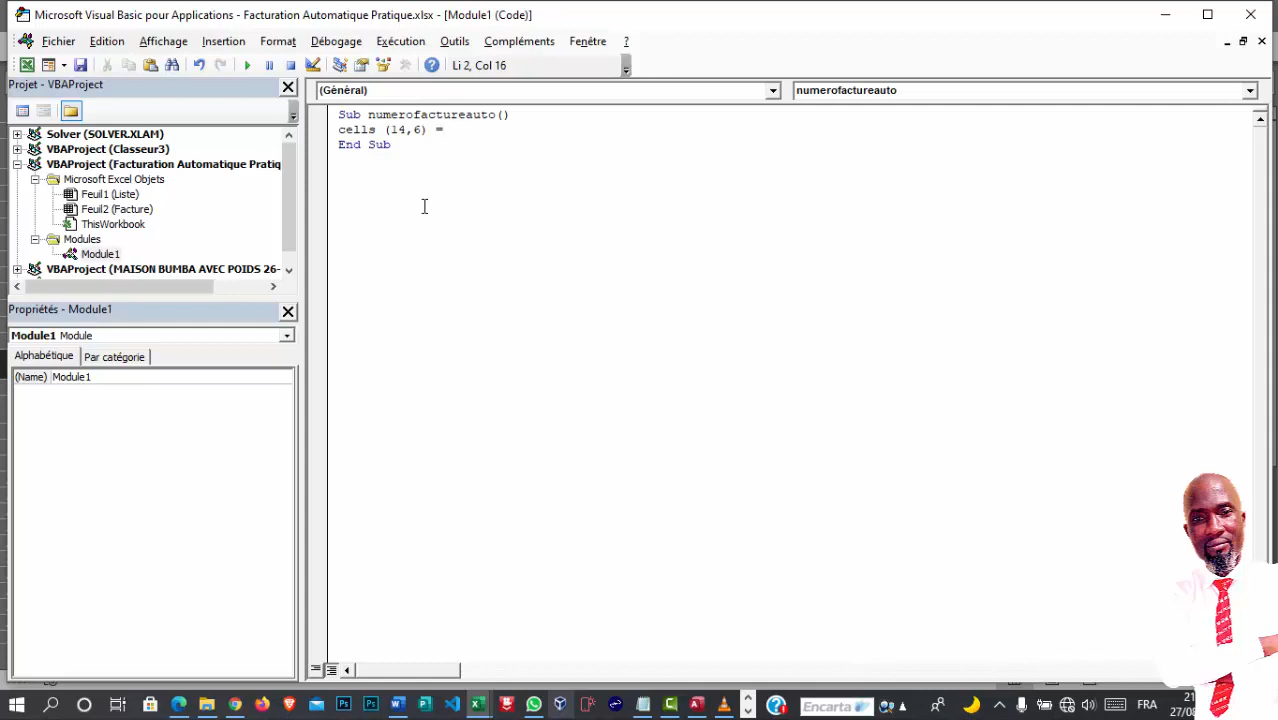 Microsoft Visual Basic pour Applications - Facturation Automatique Pratique.xlsx - [Module1 (Code)]
Fichier Edition Affichage Insertion Format Débogage Exécution Outils Compléments Fenêtre ?
Li 2, Col 16
Projet - VBAProject
Solver (SOLVER.XLAM)
VBAProject (Classeur3)
VBAProject (Facturation Automatique Pratiq
Microsoft Excel Objets
Feuil1 (Liste)
Feuil2 (Facture)
ThisWorkbook
Modules
Module1
VBAProject (MAISON BUMBA AVEC POIDS 26-
Propriétés - Module1
Module1 Module
Alphabétique Par catégorie
(Name) Module1
(Général) numerofactureauto
Sub numerofactureauto()
cells (14,6) =
End Sub
Encarta
FRA
21
27/08